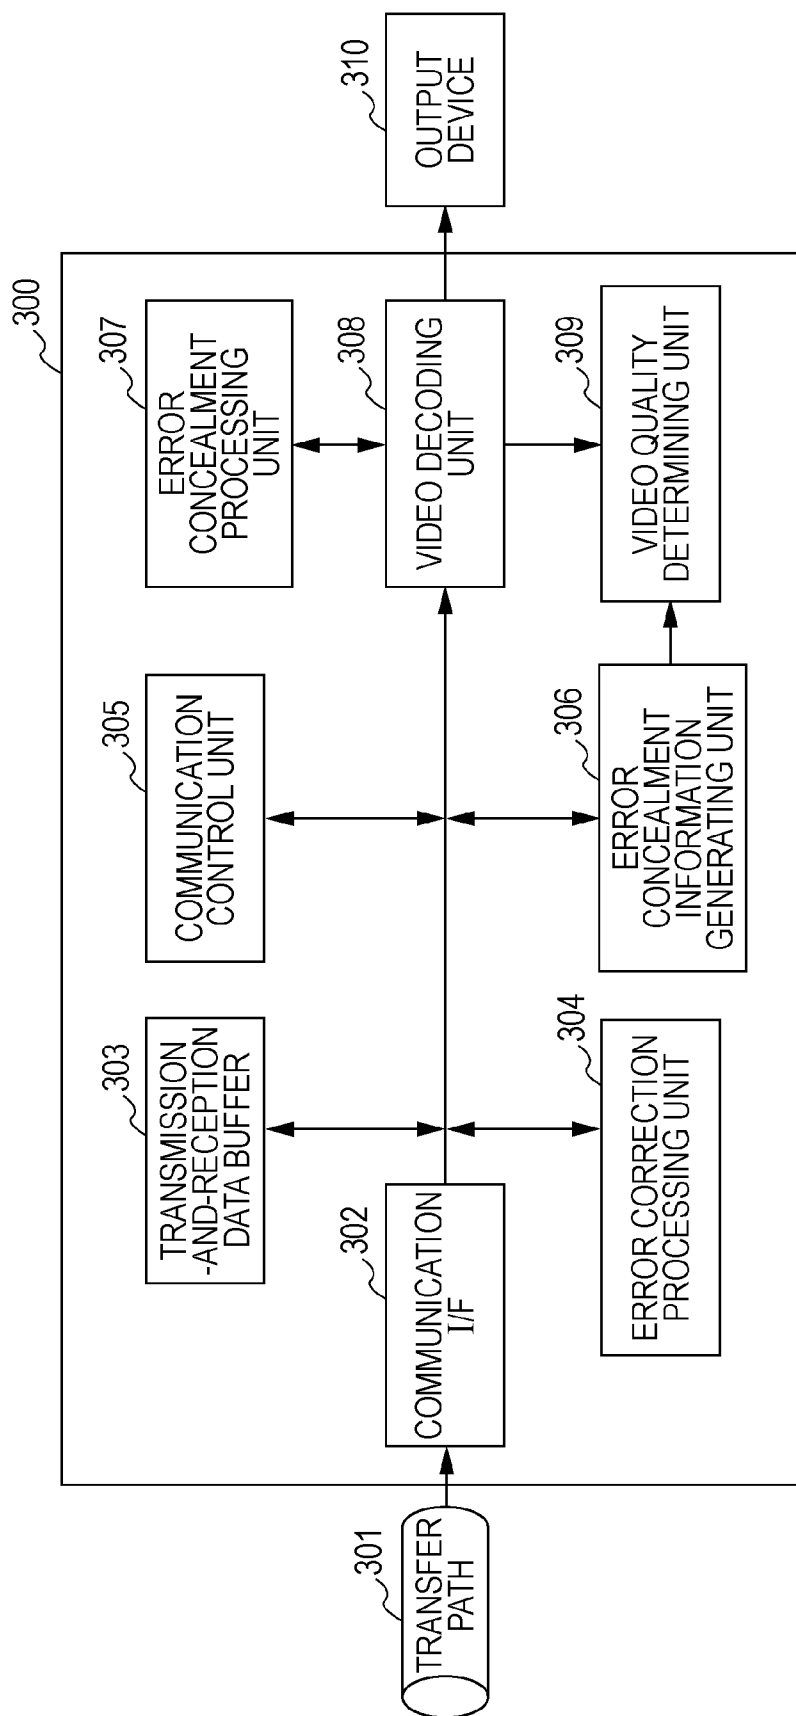 300
301
TRANSFER
PATH
302
COMMUNICATION
I/F
303
TRANSMISSION
-AND-RECEPTION
DATA BUFFER
304
ERROR CORRECTION
PROCESSING UNIT
305
COMMUNICATION
CONTROL UNIT
306
ERROR
CONCEALMENT
INFORMATION
GENERATING UNIT
307
ERROR
CONCEALMENT
PROCESSING
UNIT
308
VIDEO DECODING
UNIT
309
VIDEO QUALITY
DETERMINING UNIT
310
OUTPUT
DEVICE